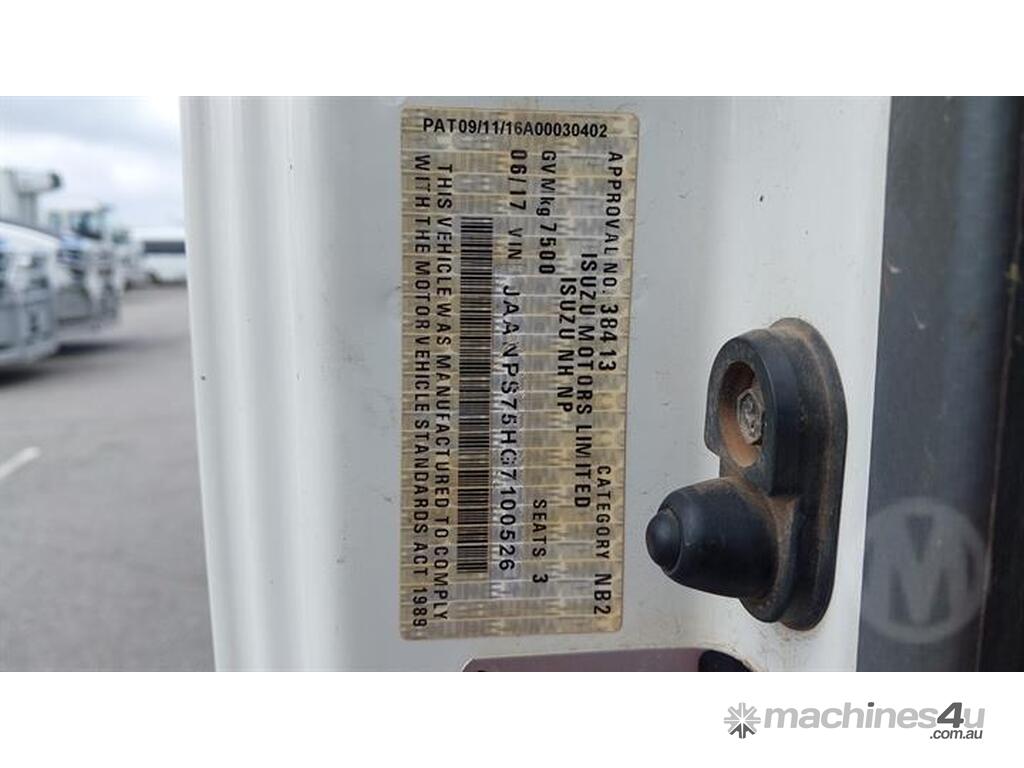 PAT09/11/16A00030402
APPROVAL NO. 38413 CATEGORY NB2
ISUZU MOTORS LIMITED
ISUZU NH NP
GVM kg 7500 SEATS 3
06/17 VIN JAANPS75HG7100526
THIS VEHICLE WAS MANUFACTURED TO COMPLY
WITH THE MOTOR VEHICLE STANDARDS ACT 1989
M
machines4u
.com.au